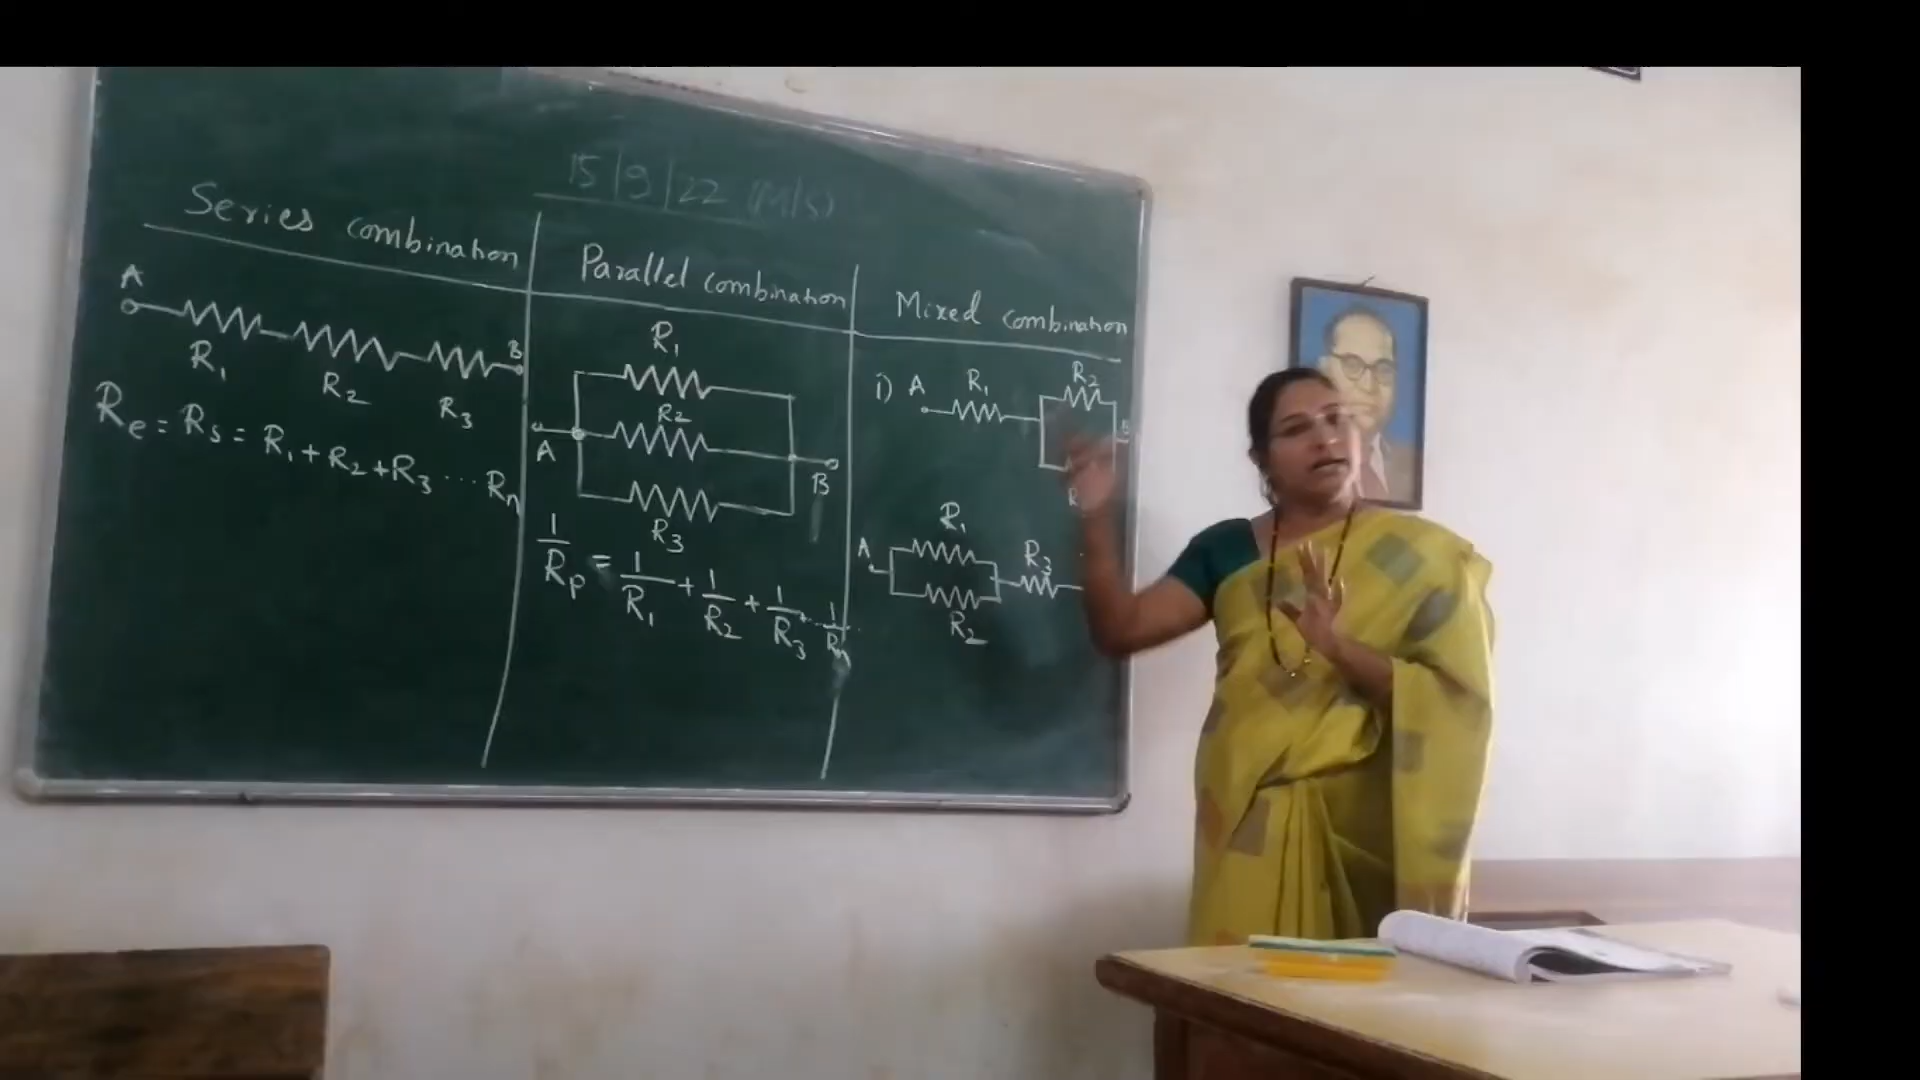 15/9/22 (M/S)
Series combination
A
B
R₁
R₂
R₃
Rₑ = Rₛ = R₁ + R₂ + R₃ ... Rₙ
Parallel combination
R₁
R₂
A
B
R₃
1/Rₚ = 1/R₁ + 1/R₂ + 1/R₃ ... 1/Rₙ
Mixed combination
i) A R₁ R₂
B
R
R₁
A R₃
R₂